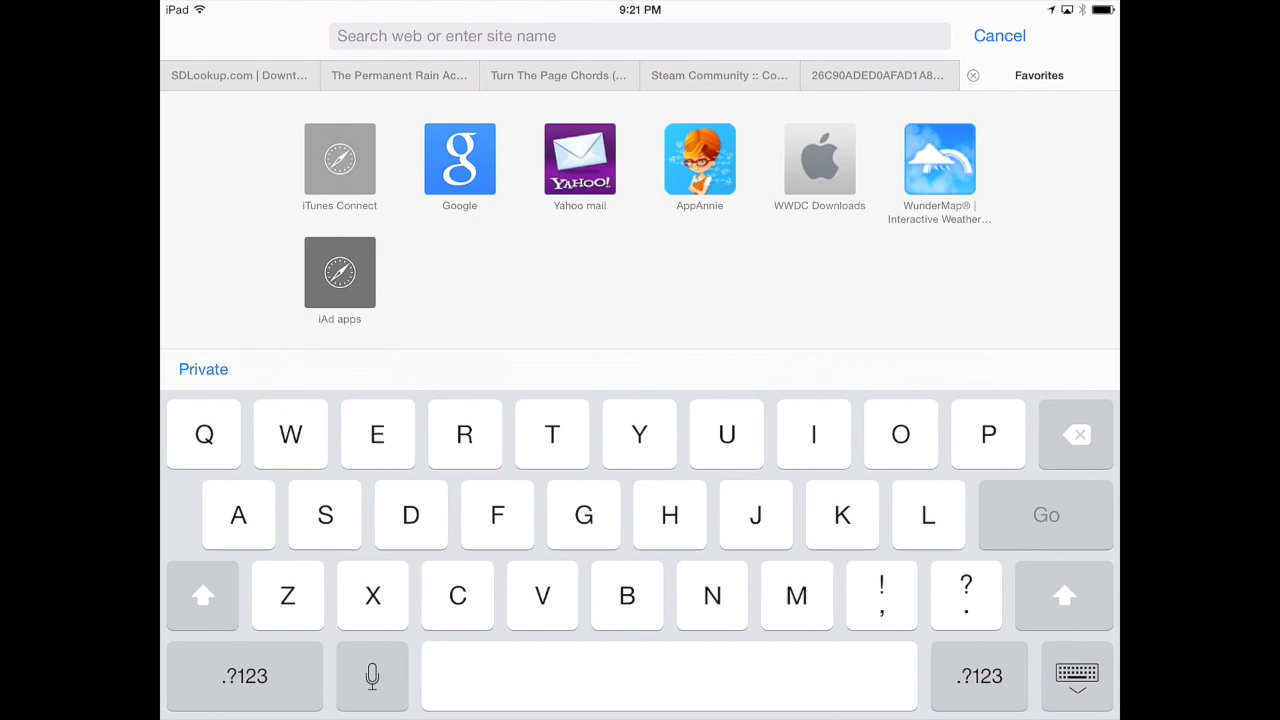 iPad 9:21 PM
Search web or enter site name Cancel
SDLookup.com | Downt... The Permanent Rain Ac... Turn The Page Chords (... Steam Community :: Co... 26C90ADED0AFAD1A8... Favorites
g YAHOO!
iTunes Connect Google Yahoo mail AppAnnie WWDC Downloads WunderMap® |
Interactive Weather...
iAd apps
Private
Q W E R T Y U I O P
A S D F G H J K L Go
Z X C V B N M ! ?
, .
.?123 .?123